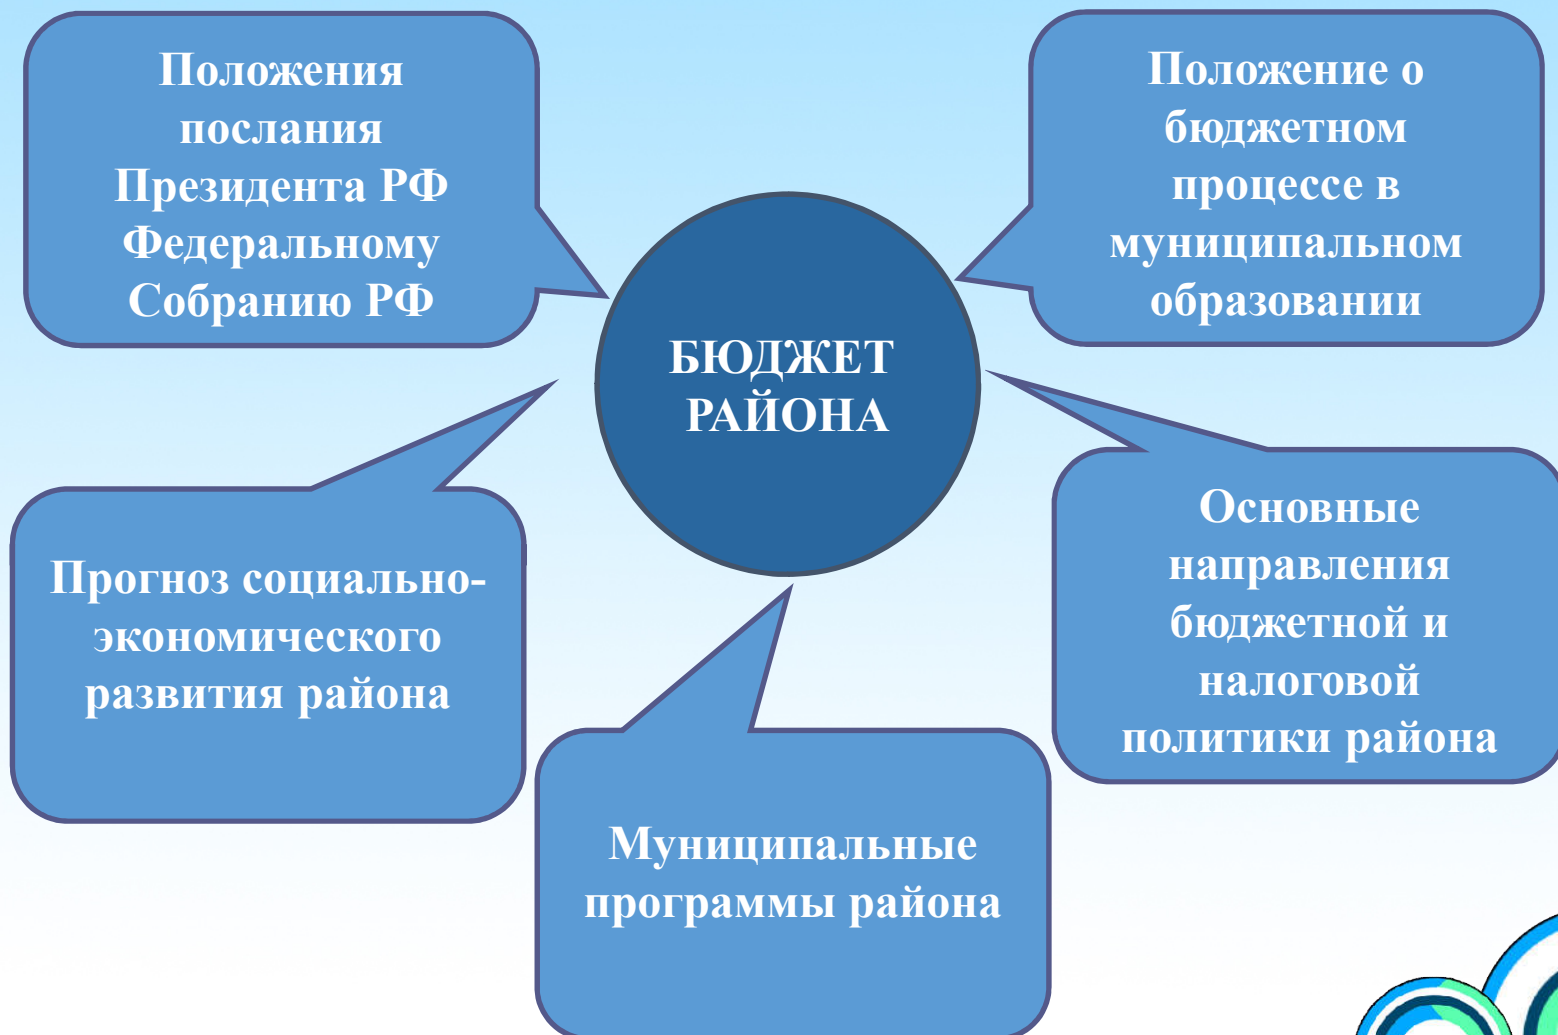 Положения
послания
Президента РФ
Федеральному
Собранию РФ
Положение о
бюджетном
процессе в
муниципальном
образовании
БЮДЖЕТ
РАЙОНА
Прогноз социально-
экономического
развития района
Основные
направления
бюджетной и
налоговой
политики района
Муниципальные
программы района